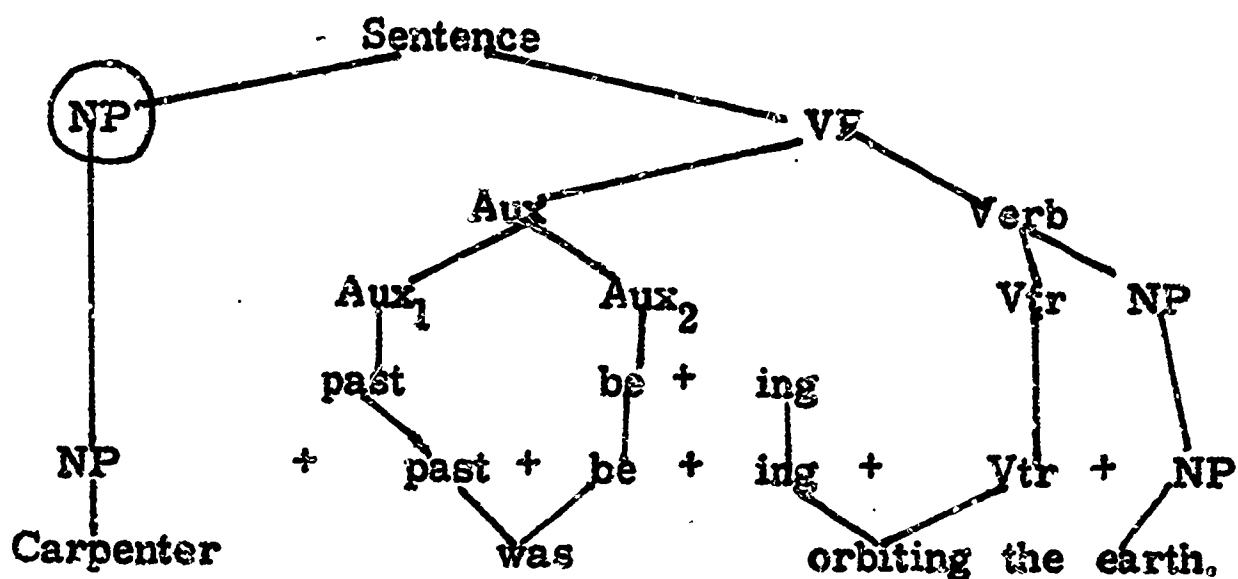 Sentence
NP VP
Aux Verb
Aux1 Aux2 Vtr NP
past be + ing
NP + past + be + ing + Vtr + NP
Carpenter was orbiting the earth.